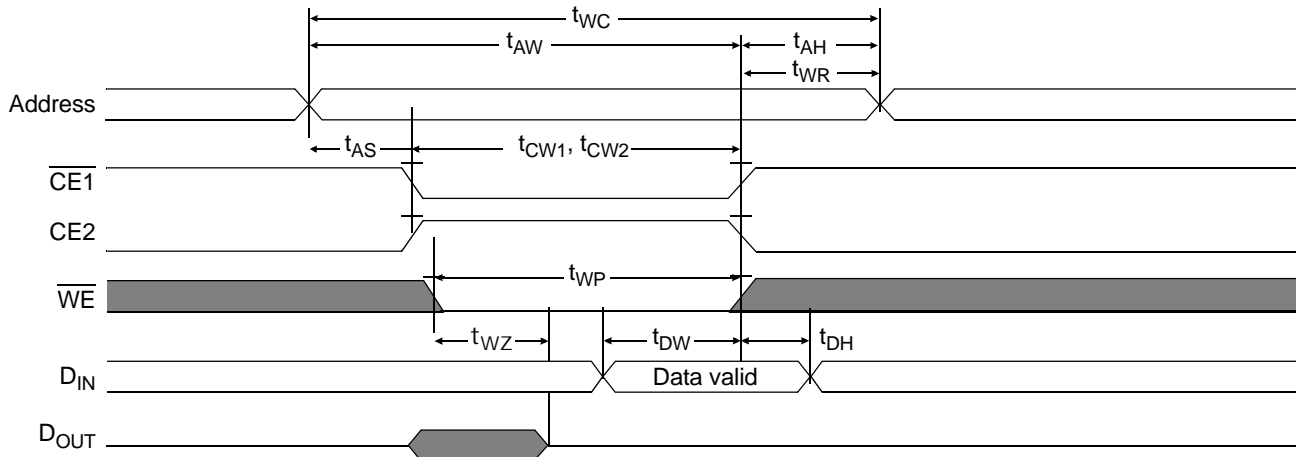 tWC
tAW
tAH
tWR
Address
tAS
tCW1, tCW2
CE1
CE2
tWP
WE
tWZ
tDW
tDH
DIN
Data valid
DOUT